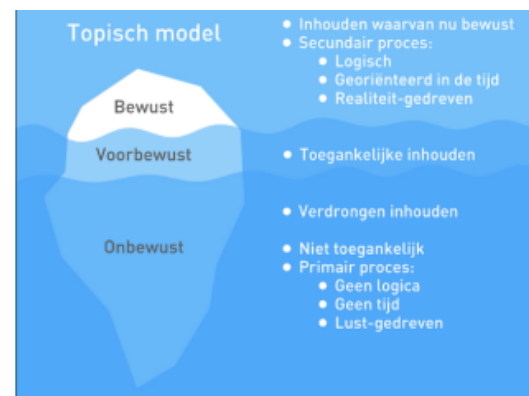 Topisch model
Bewust
Voorbewust
Onbewust
● Inhouden waarvan nu bewust
● Secundair proces:
● Logisch
● Georiënteerd in de tijd
● Realiteit-gedreven
● Toegankelijke inhouden
● Verdrongen inhouden
● Niet toegankelijk
● Primair proces:
● Geen logica
● Geen tijd
● Lust-gedreven